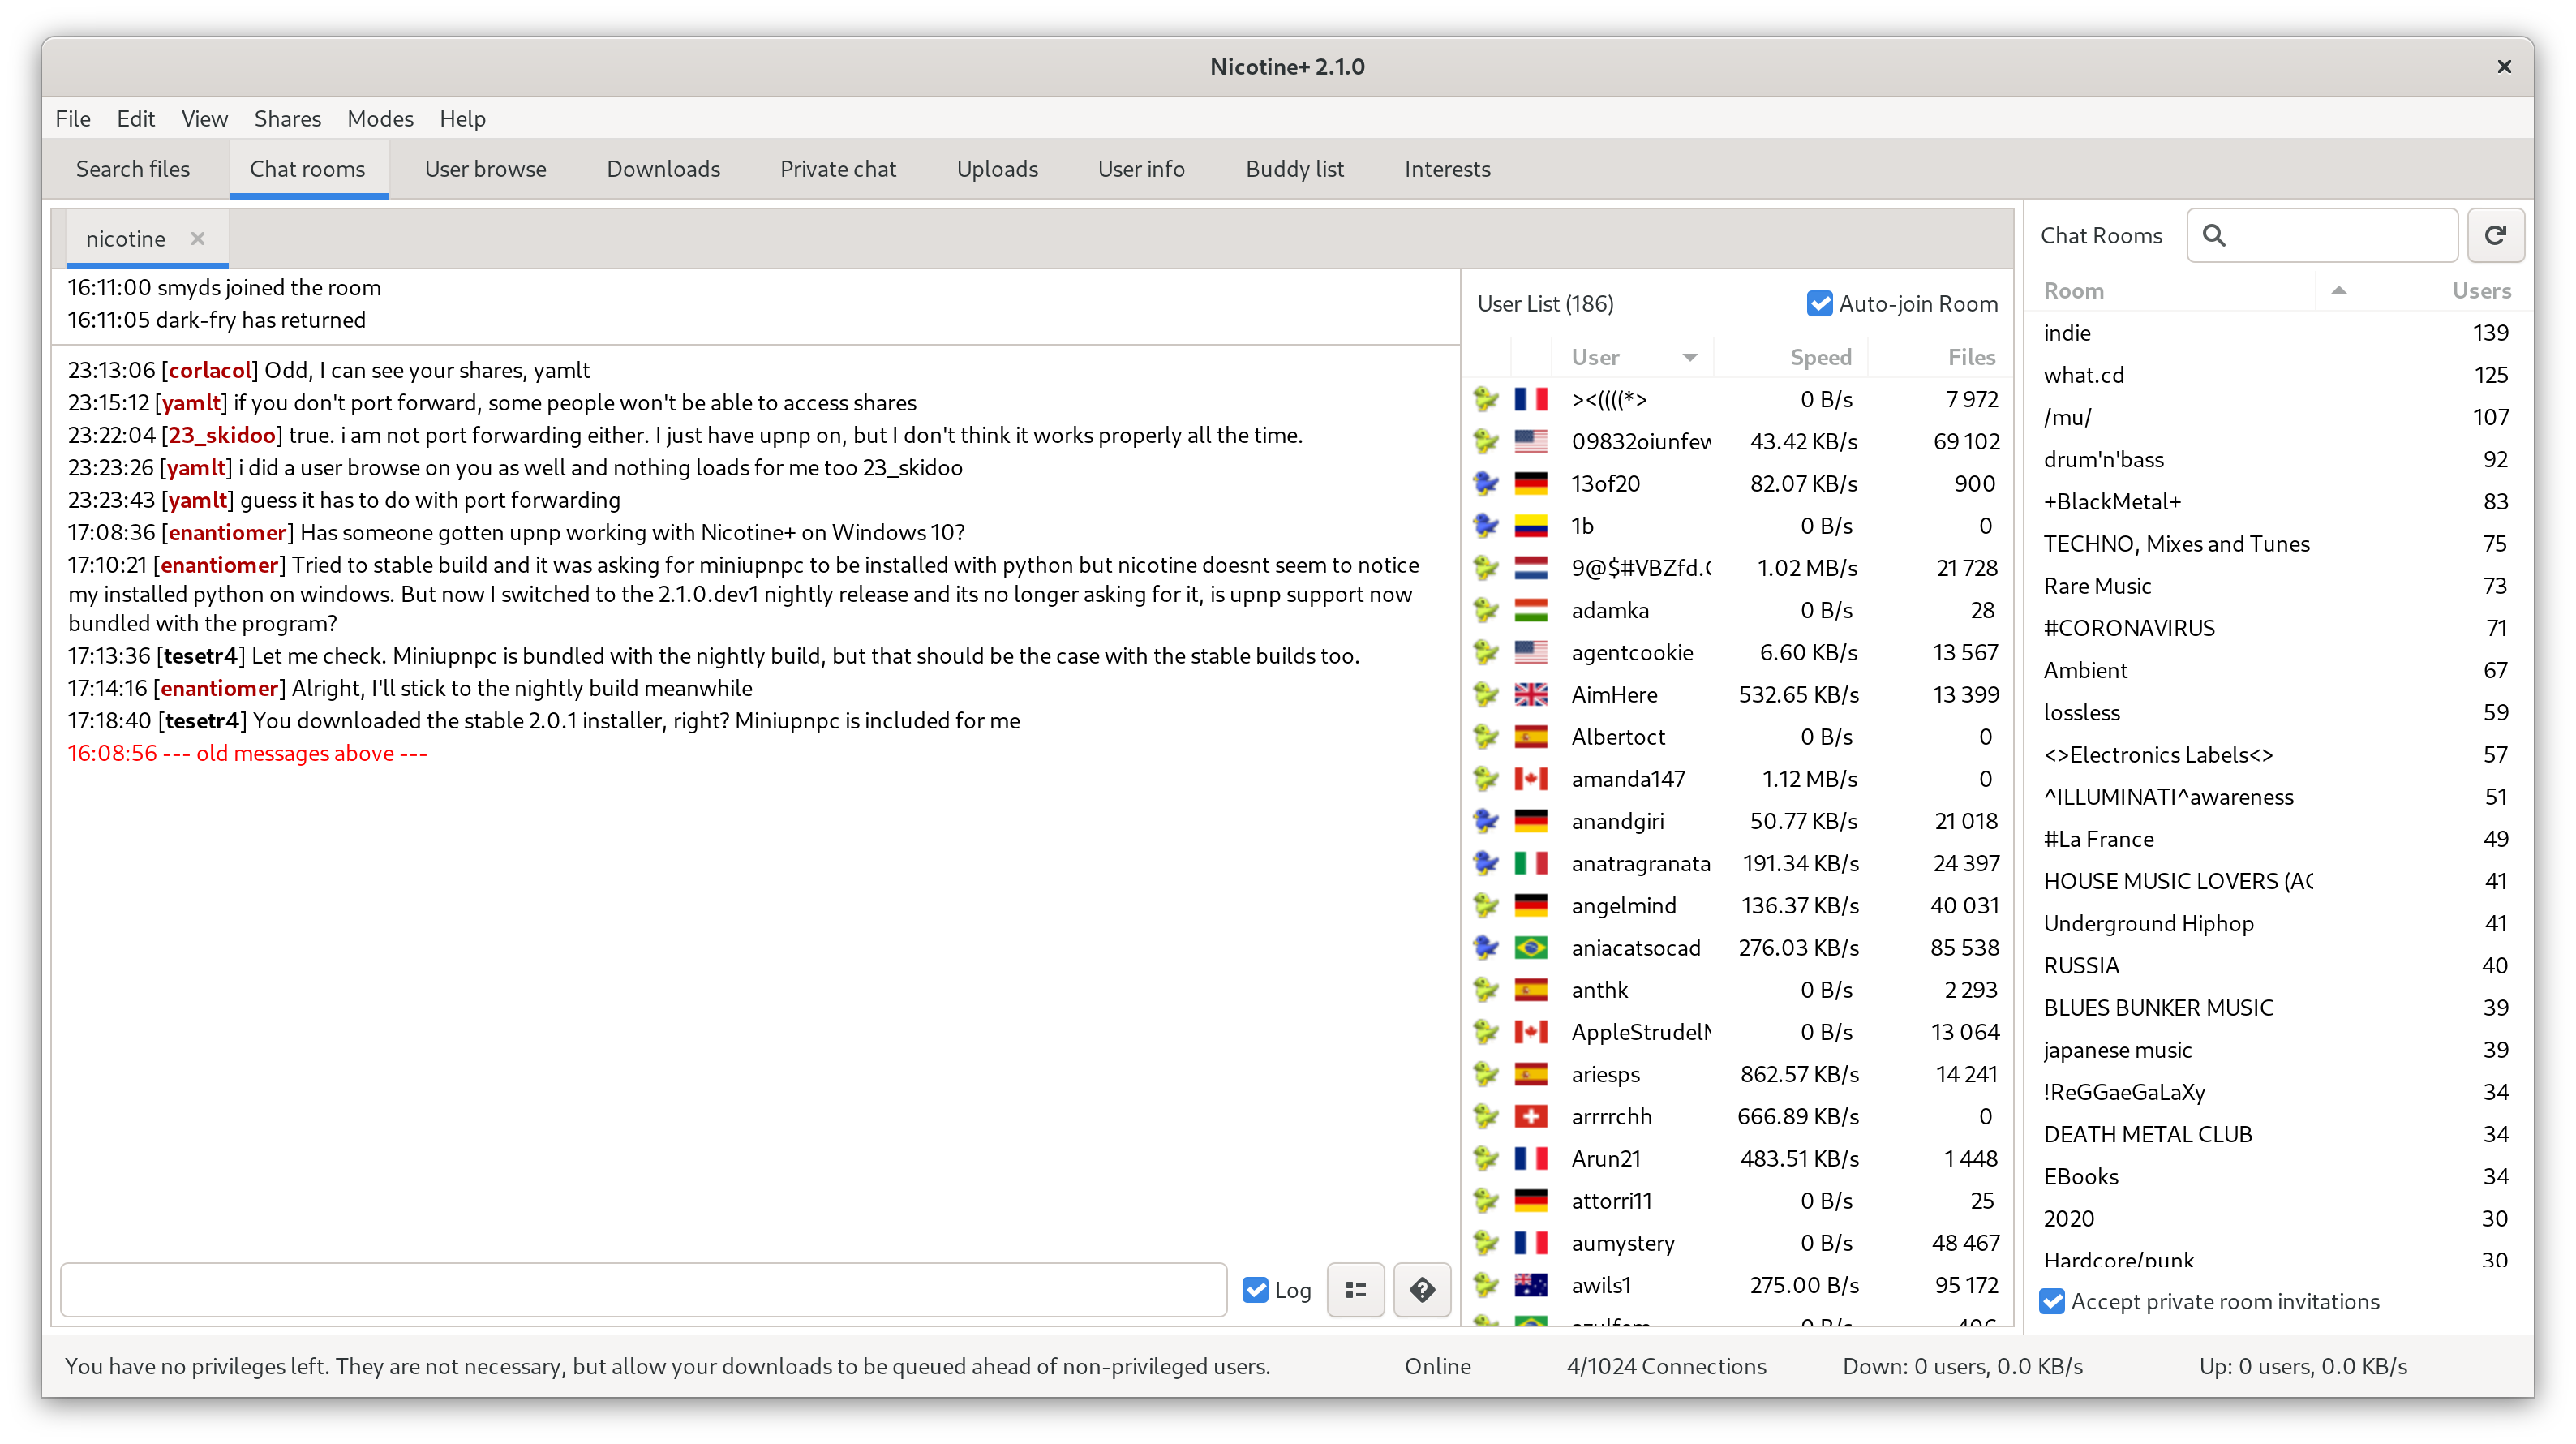 Nicotine+ 2.1.0
File Edit View Shares Modes Help
Search files Chat rooms User browse Downloads Private chat Uploads User info Buddy list Interests
nicotine
16:11:00 smyds joined the room
16:11:05 dark-fry has returned
23:13:06 [corlacol] Odd, I can see your shares, yamlt
23:15:12 [yamlt] if you don't port forward, some people won't be able to access shares
23:22:04 [23_skidoo] true. i am not port forwarding either. I just have upnp on, but I don't think it works properly all the time.
23:23:26 [yamlt] i did a user browse on you as well and nothing loads for me too 23_skidoo
23:23:43 [yamlt] guess it has to do with port forwarding
17:08:36 [enantiomer] Has someone gotten upnp working with Nicotine+ on Windows 10?
17:10:21 [enantiomer] Tried to stable build and it was asking for miniupnpc to be installed with python but nicotine doesnt seem to notice
my installed python on windows. But now I switched to the 2.1.0.dev1 nightly release and its no longer asking for it, is upnp support now
bundled with the program?
17:13:36 [tesetr4] Let me check. Miniupnpc is bundled with the nightly build, but that should be the case with the stable builds too.
17:14:16 [enantiomer] Alright, I'll stick to the nightly build meanwhile
17:18:40 [tesetr4] You downloaded the stable 2.0.1 installer, right? Miniupnpc is included for me
16:08:56 --- old messages above ---
Log
User List (186) Auto-join Room
User Speed Files
><((((*> 0 B/s 7 972
09832oiunfew 43.42 KB/s 69 102
13of20 82.07 KB/s 900
1b 0 B/s 0
9@$#VBZfd. 1.02 MB/s 21 728
adamka 0 B/s 28
agentcookie 6.60 KB/s 13 567
AimHere 532.65 KB/s 13 399
Albertoct 0 B/s 0
amanda147 1.12 MB/s 0
anandgiri 50.77 KB/s 21 018
anatragranata 191.34 KB/s 24 397
angelmind 136.37 KB/s 40 031
aniacatsocad 276.03 KB/s 85 538
anthk 0 B/s 2 293
AppleStrudel 0 B/s 13 064
ariesps 862.57 KB/s 14 241
arrrrchh 666.89 KB/s 0
Arun21 483.51 KB/s 1 448
attorri11 0 B/s 25
aumystery 0 B/s 48 467
awils1 275.00 B/s 95 172
Chat Rooms
Room Users
indie 139
what.cd 125
/mu/ 107
drum'n'bass 92
+BlackMetal+ 83
TECHNO, Mixes and Tunes 75
Rare Music 73
#CORONAVIRUS 71
Ambient 67
lossless 59
<>Electronics Labels<> 57
^ILLUMINATI^awareness 51
#La France 49
HOUSE MUSIC LOVERS (AC 41
Underground Hiphop 41
RUSSIA 40
BLUES BUNKER MUSIC 39
japanese music 39
!ReGGaeGaLaXy 34
DEATH METAL CLUB 34
EBooks 34
2020 30
Hardcore/punk 30
Accept private room invitations
You have no privileges left. They are not necessary, but allow your downloads to be queued ahead of non-privileged users. Online 4/1024 Connections Down: 0 users, 0.0 KB/s Up: 0 users, 0.0 KB/s